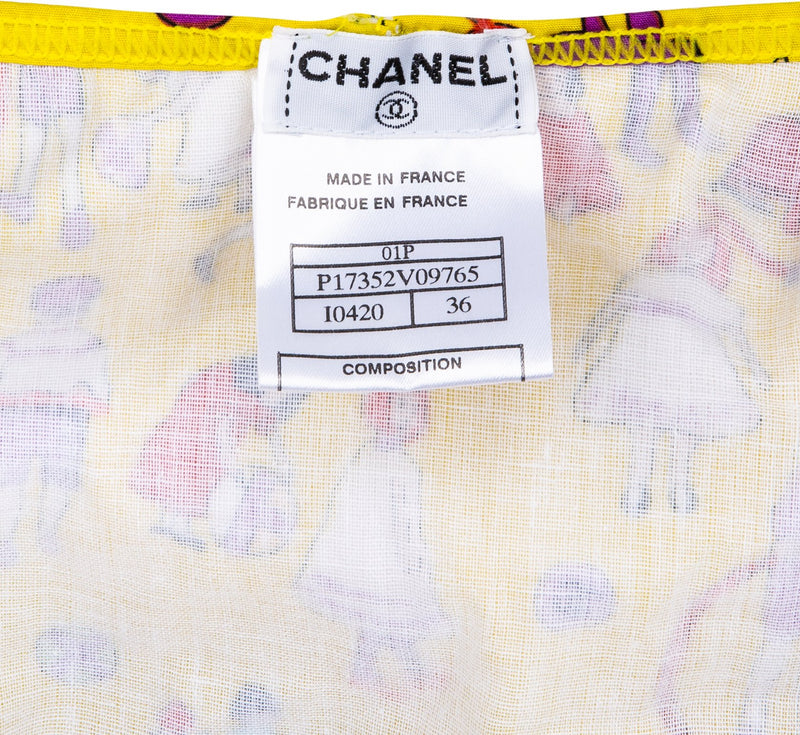 CHANEL
MADE IN FRANCE
FABRIQUE EN FRANCE
01P
P17352V09765
I0420 36
COMPOSITION